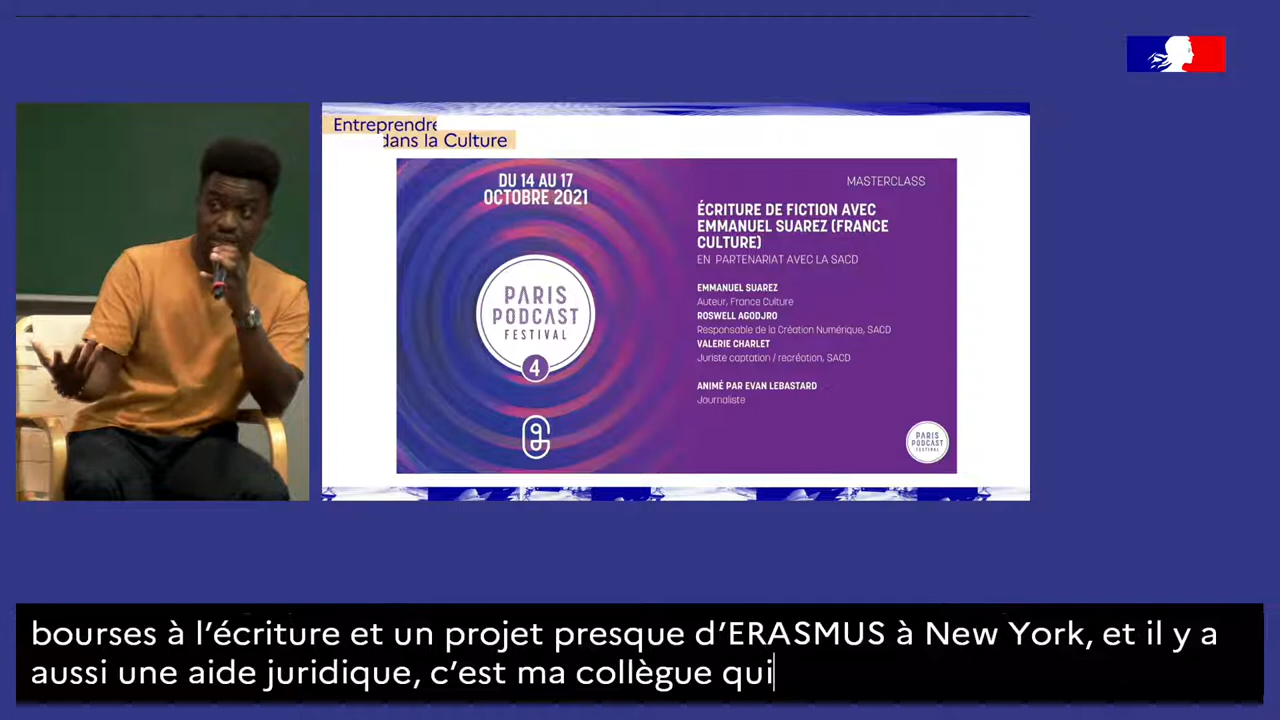 Entreprendre
dans la Culture
DU 14 AU 17
OCTOBRE 2021
PARIS
PODCAST
FESTIVAL
4
MASTERCLASS
ÉCRITURE DE FICTION AVEC
EMMANUEL SUAREZ (FRANCE
CULTURE)
EN PARTENARIAT AVEC LA SACD
EMMANUEL SUAREZ
Auteur, France Culture
ROSWELL AGODJRO
Responsable de la Création Numérique, SACD
VALERIE CHARLET
Juriste captation / recréation, SACD
ANIMÉ PAR EVAN LEBASTARD
Journaliste
PARIS
PODCAST
FESTIVAL
bourses à l’écriture et un projet presque d’ERASMUS à New York, et il y a
aussi une aide juridique, c’est ma collègue qui